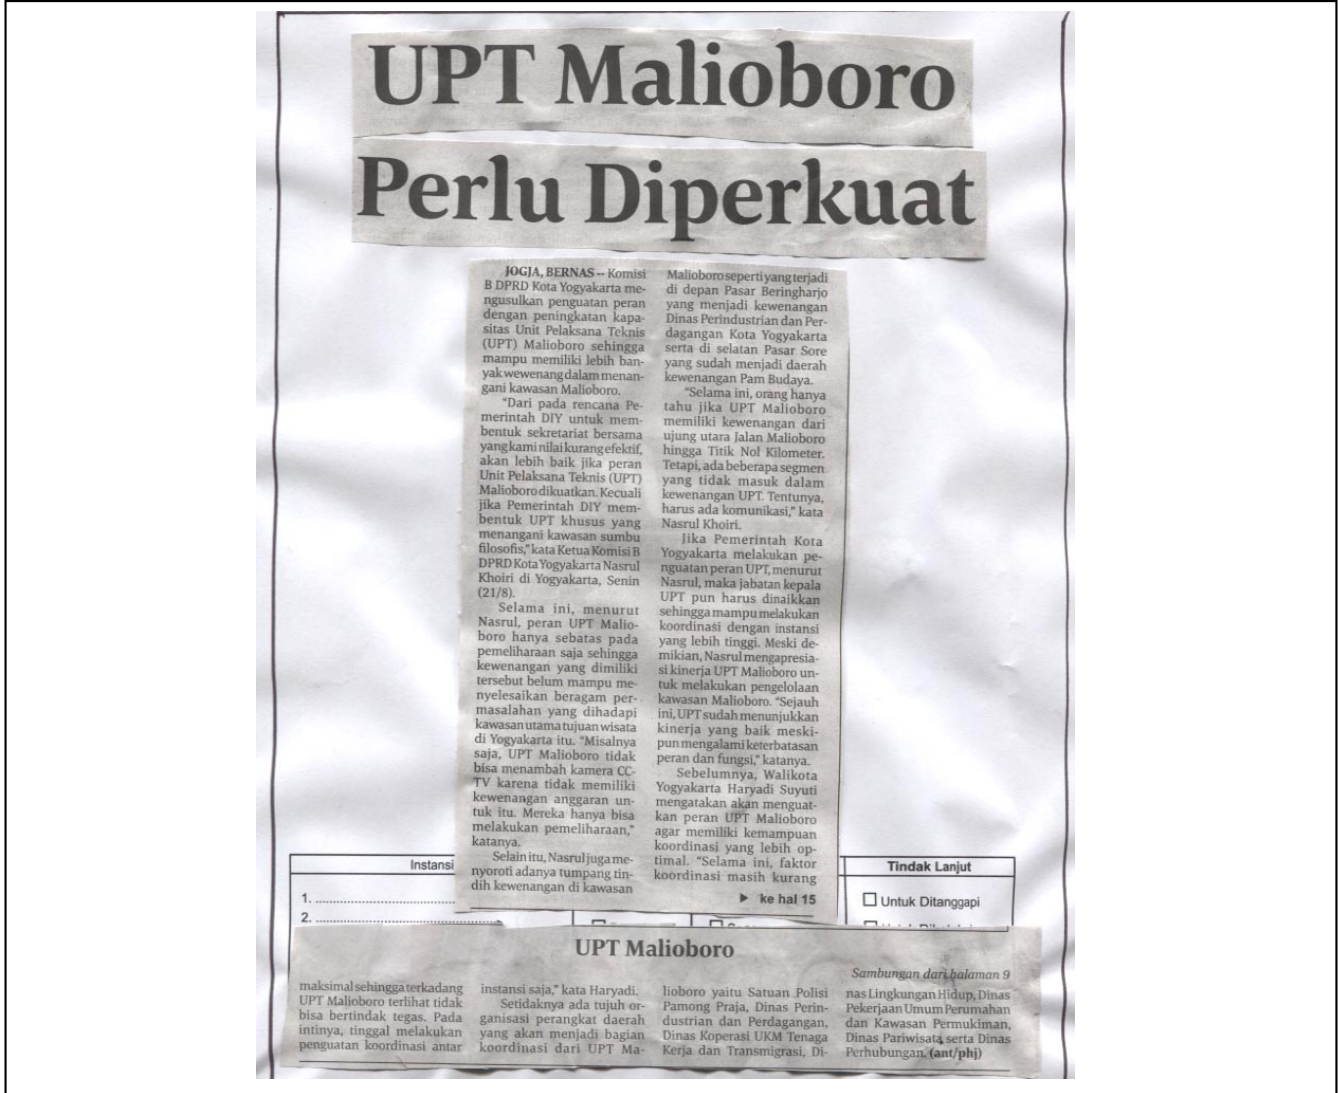 UPT Malioboro
Perlu Diperkuat
JOGJA, BERNAS -- Komisi
B DPRD Kota Yogyakarta me-
ngusulkan penguatan peran
dengan peningkatan kapa-
sitas Unit Pelaksana Teknis
(UPT) Malioboro sehingga
mampu memiliki lebih ban-
yak wewenang dalam menan-
gani kawasan Malioboro.
"Dari pada rencana Pe-
merintah DIY untuk mem-
bentuk sekretariat bersama
yang kami nilai kurang efektif,
akan lebih baik jika peran
Unit Pelaksana Teknis (UPT)
Malioboro dikuatkan. Kecuali
jika Pemerintah DIY mem-
bentuk UPT khusus yang
menangani kawasan sumbu
filosofis," kata Ketua Komisi B
DPRD Kota Yogyakarta Nasrul
Khoiri di Yogyakarta, Senin
(21/8).
Selama ini, menurut
Nasrul, peran UPT Malio-
boro hanya sebatas pada
pemeliharaan saja sehingga
kewenangan yang dimiliki
tersebut belum mampu me-
nyelesaikan beragam per-
masalahan yang dihadapi
kawasan utama tujuan wisata
di Yogyakarta itu. "Misalnya
saja, UPT Malioboro tidak
bisa menambah kamera CC-
TV karena tidak memiliki
kewenangan anggaran un-
tuk itu. Mereka hanya bisa
melakukan pemeliharaan,"
katanya.
Selain itu, Nasrul juga me-
nyoroti adanya tumpang tin-
dih kewenangan di kawasan
Malioboro seperti yang terjadi
di depan Pasar Beringharjo
yang menjadi kewenangan
Dinas Perindustrian dan Per-
dagangan Kota Yogyakarta
serta di selatan Pasar Sore
yang sudah menjadi daerah
kewenangan Pam Budaya.
"Selama ini, orang hanya
tahu jika UPT Malioboro
memiliki kewenangan dari
ujung utara Jalan Malioboro
hingga Titik Nol Kilometer.
Tetapi, ada beberapa segmen
yang tidak masuk dalam
kewenangan UPT. Tentunya,
harus ada komunikasi," kata
Nasrul Khoiri.
Jika Pemerintah Kota
Yogyakarta melakukan pe-
nguatan peran UPT, menurut
Nasrul, maka jabatan kepala
UPT pun harus dinaikkan
sehingga mampu melakukan
koordinasi dengan instansi
yang lebih tinggi. Meski de-
mikian, Nasrul mengapresia-
si kinerja UPT Malioboro un-
tuk melakukan pengelolaan
kawasan Malioboro. "Sejauh
ini, UPT sudah menunjukkan
kinerja yang baik meski-
pun mengalami keterbatasan
peran dan fungsi," katanya.
Sebelumnya, Walikota
Yogyakarta Haryadi Suyuti
mengatakan akan menguat-
kan peran UPT Malioboro
agar memiliki kemampuan
koordinasi yang lebih op-
timal. "Selama ini, faktor
koordinasi masih kurang
▶ ke hal 15
Instansi
1. ....................
2. ....................
Tindak Lanjut
Untuk Ditanggapi
UPT Malioboro
Sambungan dari halaman 9
maksimal sehingga terkadang
UPT Malioboro terlihat tidak
bisa bertindak tegas. Pada
intinya, tinggal melakukan
penguatan koordinasi antar
instansi saja," kata Haryadi.
Setidaknya ada tujuh or-
ganisasi perangkat daerah
yang akan menjadi bagian
koordinasi dari UPT Ma-
lioboro yaitu Satuan Polisi
Pamong Praja, Dinas Perin-
dustrian dan Perdagangan,
Dinas Koperasi UKM Tenaga
Kerja dan Transmigrasi, Di-
nas Lingkungan Hidup, Dinas
Pekerjaan Umum Perumahan
dan Kawasan Permukiman,
Dinas Pariwisata serta Dinas
Perhubungan. (ant/phj)